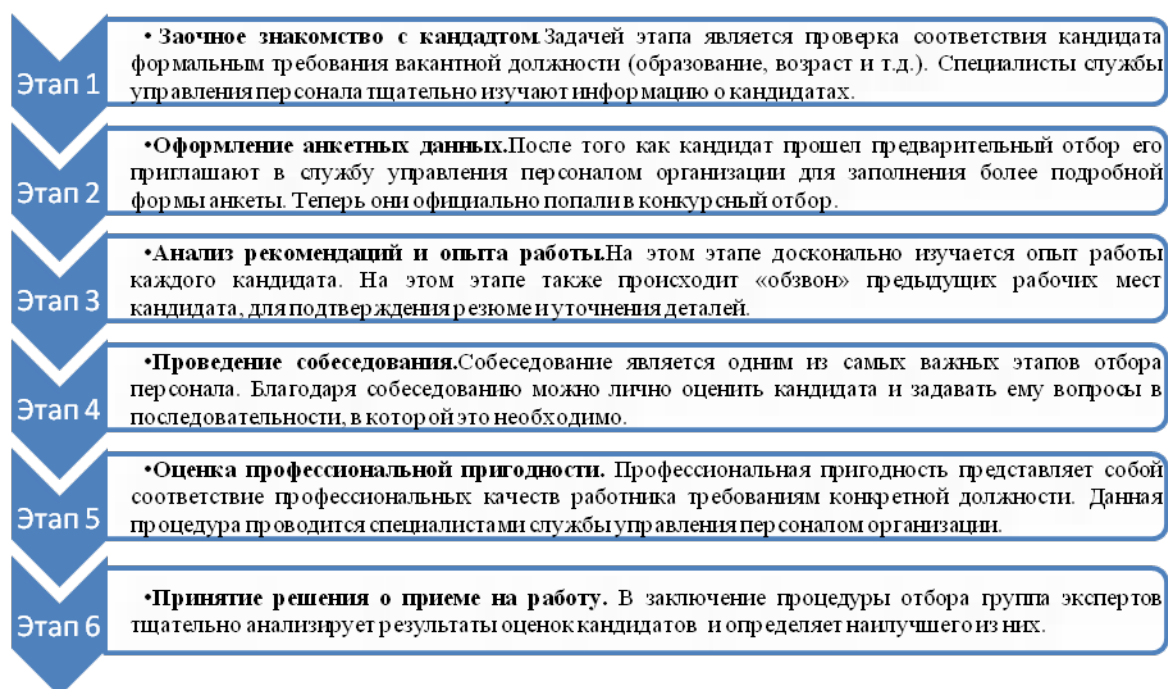 Этап 1
• Заочное знакомство с кандадтом.Задачей этапа является проверка соответствия кандидата
формальным требования вакантной должности (образование, возраст и т.д.). Специалисты службы
управления персонала тщательно изучают информацию о кандидатах.
Этап 2
•Оформление анкетных данных.После того как кандидат прошел предварительный отбор его
приглашают в службу управления персоналом организации для заполнения более подробной
формы анкеты. Теперь они официально попали в конкурсный отбор.
Этап 3
•Анализ рекомендаций и опыта работы.На этом этапе досконально изучается опыт работы
каждого кандидата. На этом этапе также происходит «обзвон» предыдущих рабочих мест
кандидата, для подтверждения резюме и уточнения деталей.
Этап 4
•Проведение собеседования.Собеседование является одним из самых важных этапов отбора
персонала. Благодаря собеседованию можно лично оценить кандидата и задавать ему вопросы в
последовательности, в которой это необходимо.
Этап 5
•Оценка профессиональной пригодности. Профессиональная пригодность представляет собой
соответствие профессиональных качеств работника требованиям конкретной должности. Данная
процедура проводится специалистами службы управления персоналом организации.
Этап 6
•Принятие решения о приеме на работу. В заключение процедуры отбора группа экспертов
тщательно анализирует результаты оценок кандидатов и определяет наилучшего из них.